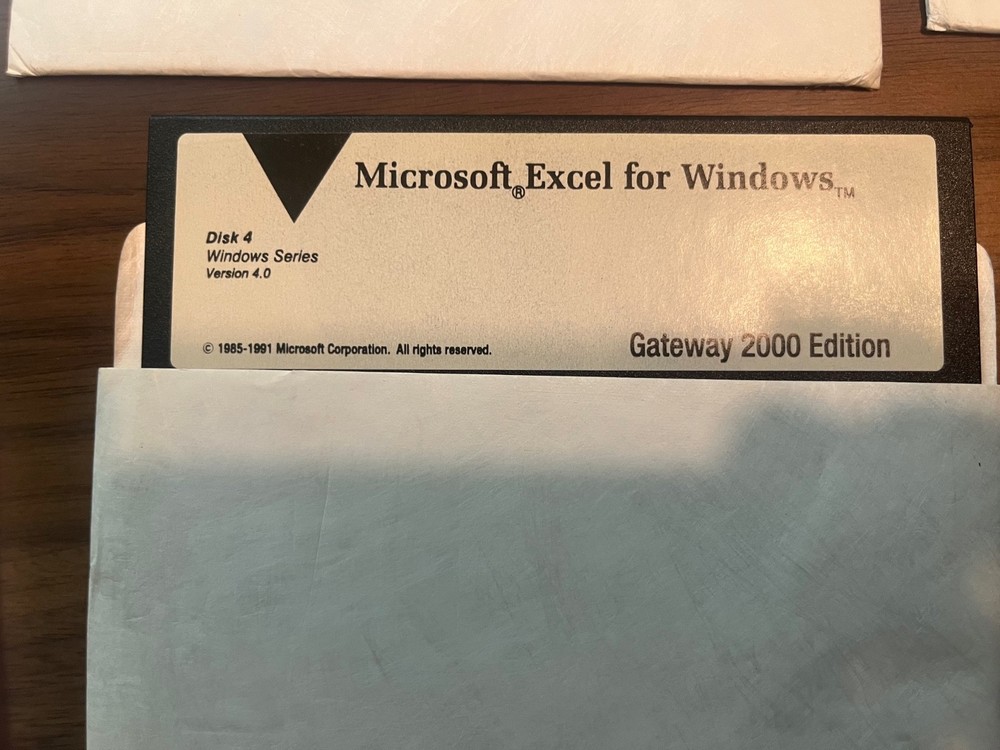 Microsoft® Excel for Windows™
Disk 4
Windows Series
Version 4.0
© 1985-1991 Microsoft Corporation. All rights reserved.
Gateway 2000 Edition